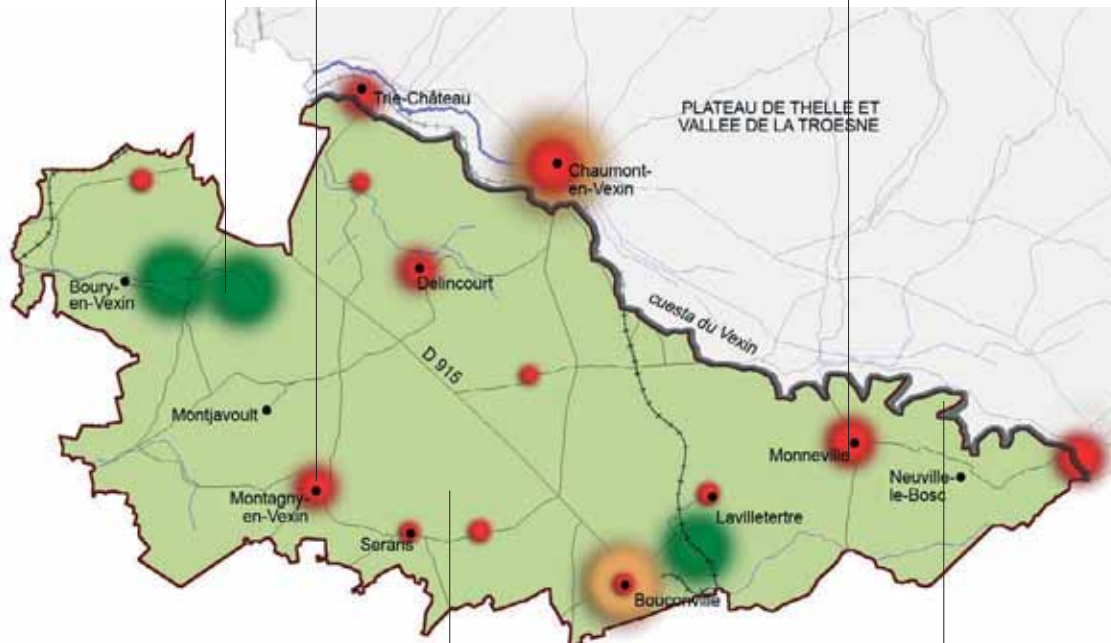 Trie-Château
PLATEAU DE THELLE ET
VALLEE DE LA TROESNE
Chaumont-
en-Vexin
Delincourt
Boury-
en-Vexin
cuesta du Vexin
D 915
Montjavoult
Monneville
Neuville-
le-Bosc
Montagny-
en-Vexin
Lavilletertre
Serans
Bouconville